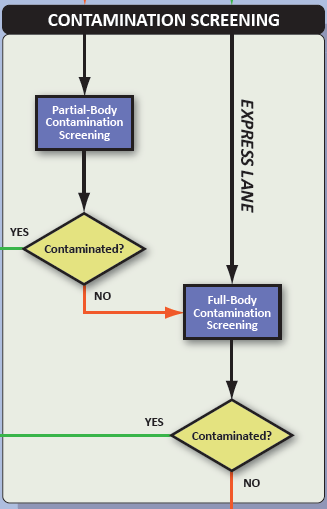 CONTAMINATION SCREENING
Partial-Body
Contamination
Screening
EXPRESS LANE
YES
Contaminated?
NO
Full-Body
Contamination
Screening
YES
Contaminated?
NO